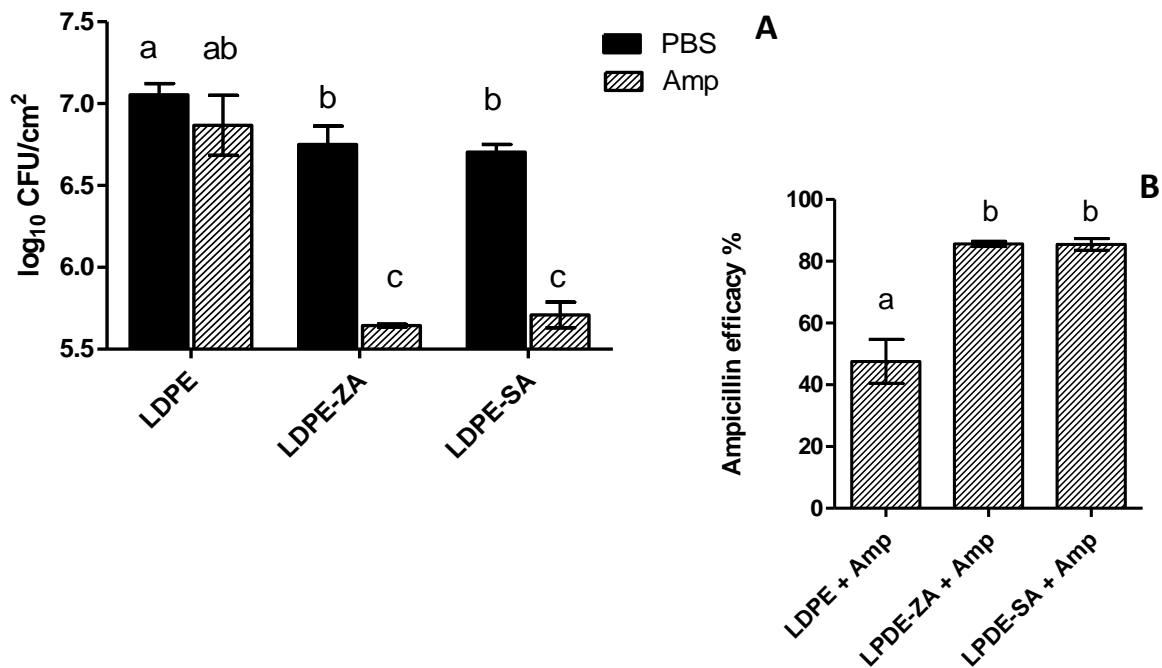 A
PBS
Amp
log10 CFU/cm2
7.5
7.0
6.5
6.0
5.5
a
ab
b
b
c
c
LDPE
LDPE-ZA
LDPE-SA
B
Ampicillin efficacy %
100
80
60
40
20
0
a
b
b
LDPE + Amp
LPDE-ZA + Amp
LPDE-SA + Amp